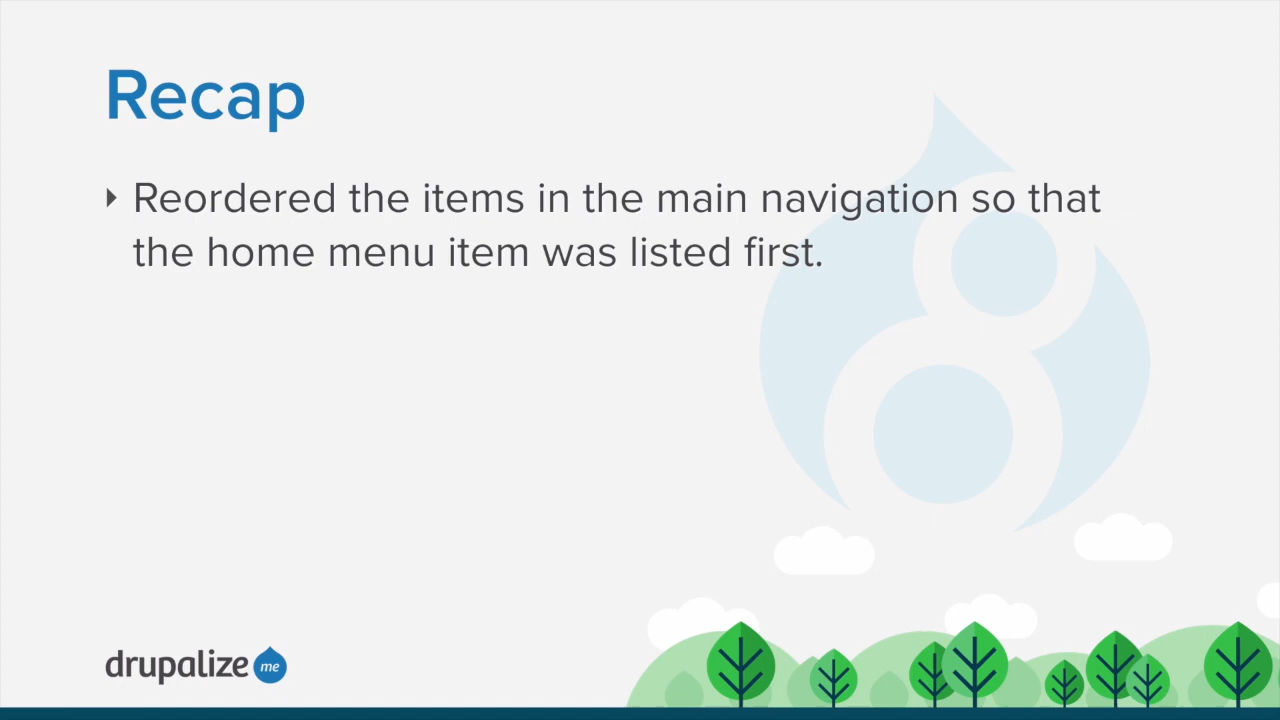 Recap
Reordered the items in the main navigation so that
the home menu item was listed first.
drupalize me